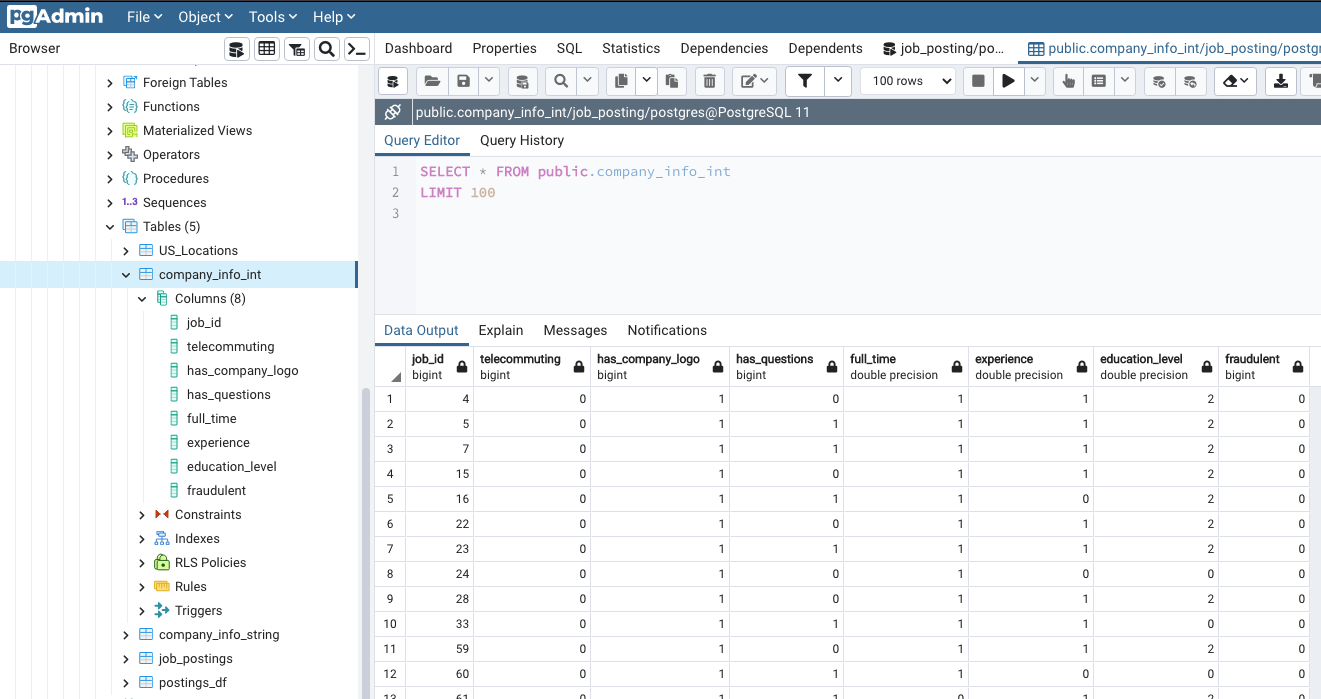 pgAdmin File Object Tools Help
Browser
Dashboard Properties SQL Statistics Dependencies Dependents job_posting/po... public.company_info_int/job_posting/postgr
100 rows
public.company_info_int/job_posting/postgres@PostgreSQL 11
Query Editor Query History
1 SELECT * FROM public.company_info_int
2 LIMIT 100
3
Foreign Tables
Functions
Materialized Views
Operators
Procedures
1..3 Sequences
Tables (5)
US_Locations
company_info_int
Columns (8)
job_id
telecommuting
has_company_logo
has_questions
full_time
experience
education_level
fraudulent
Constraints
Indexes
RLS Policies
Rules
Triggers
company_info_string
job_postings
postings_df
Data Output Explain Messages Notifications
job_id telecommuting has_company_logo has_questions full_time experience education_level fraudulent
bigint bigint bigint bigint double precision double precision double precision bigint
1 4 0 1 0 1 1 2 0
2 5 0 1 1 1 1 2 0
3 7 0 1 1 1 1 2 0
4 15 0 1 0 1 1 2 0
5 16 0 1 1 1 0 2 0
6 22 0 1 0 1 1 2 0
7 23 0 1 1 1 1 2 0
8 24 0 1 0 1 0 0 0
9 28 0 1 0 1 1 2 0
10 33 0 1 1 1 1 0 0
11 59 0 1 0 1 1 2 0
12 60 0 1 1 1 0 0 0
13 61 0 1 1 0 1 2 0